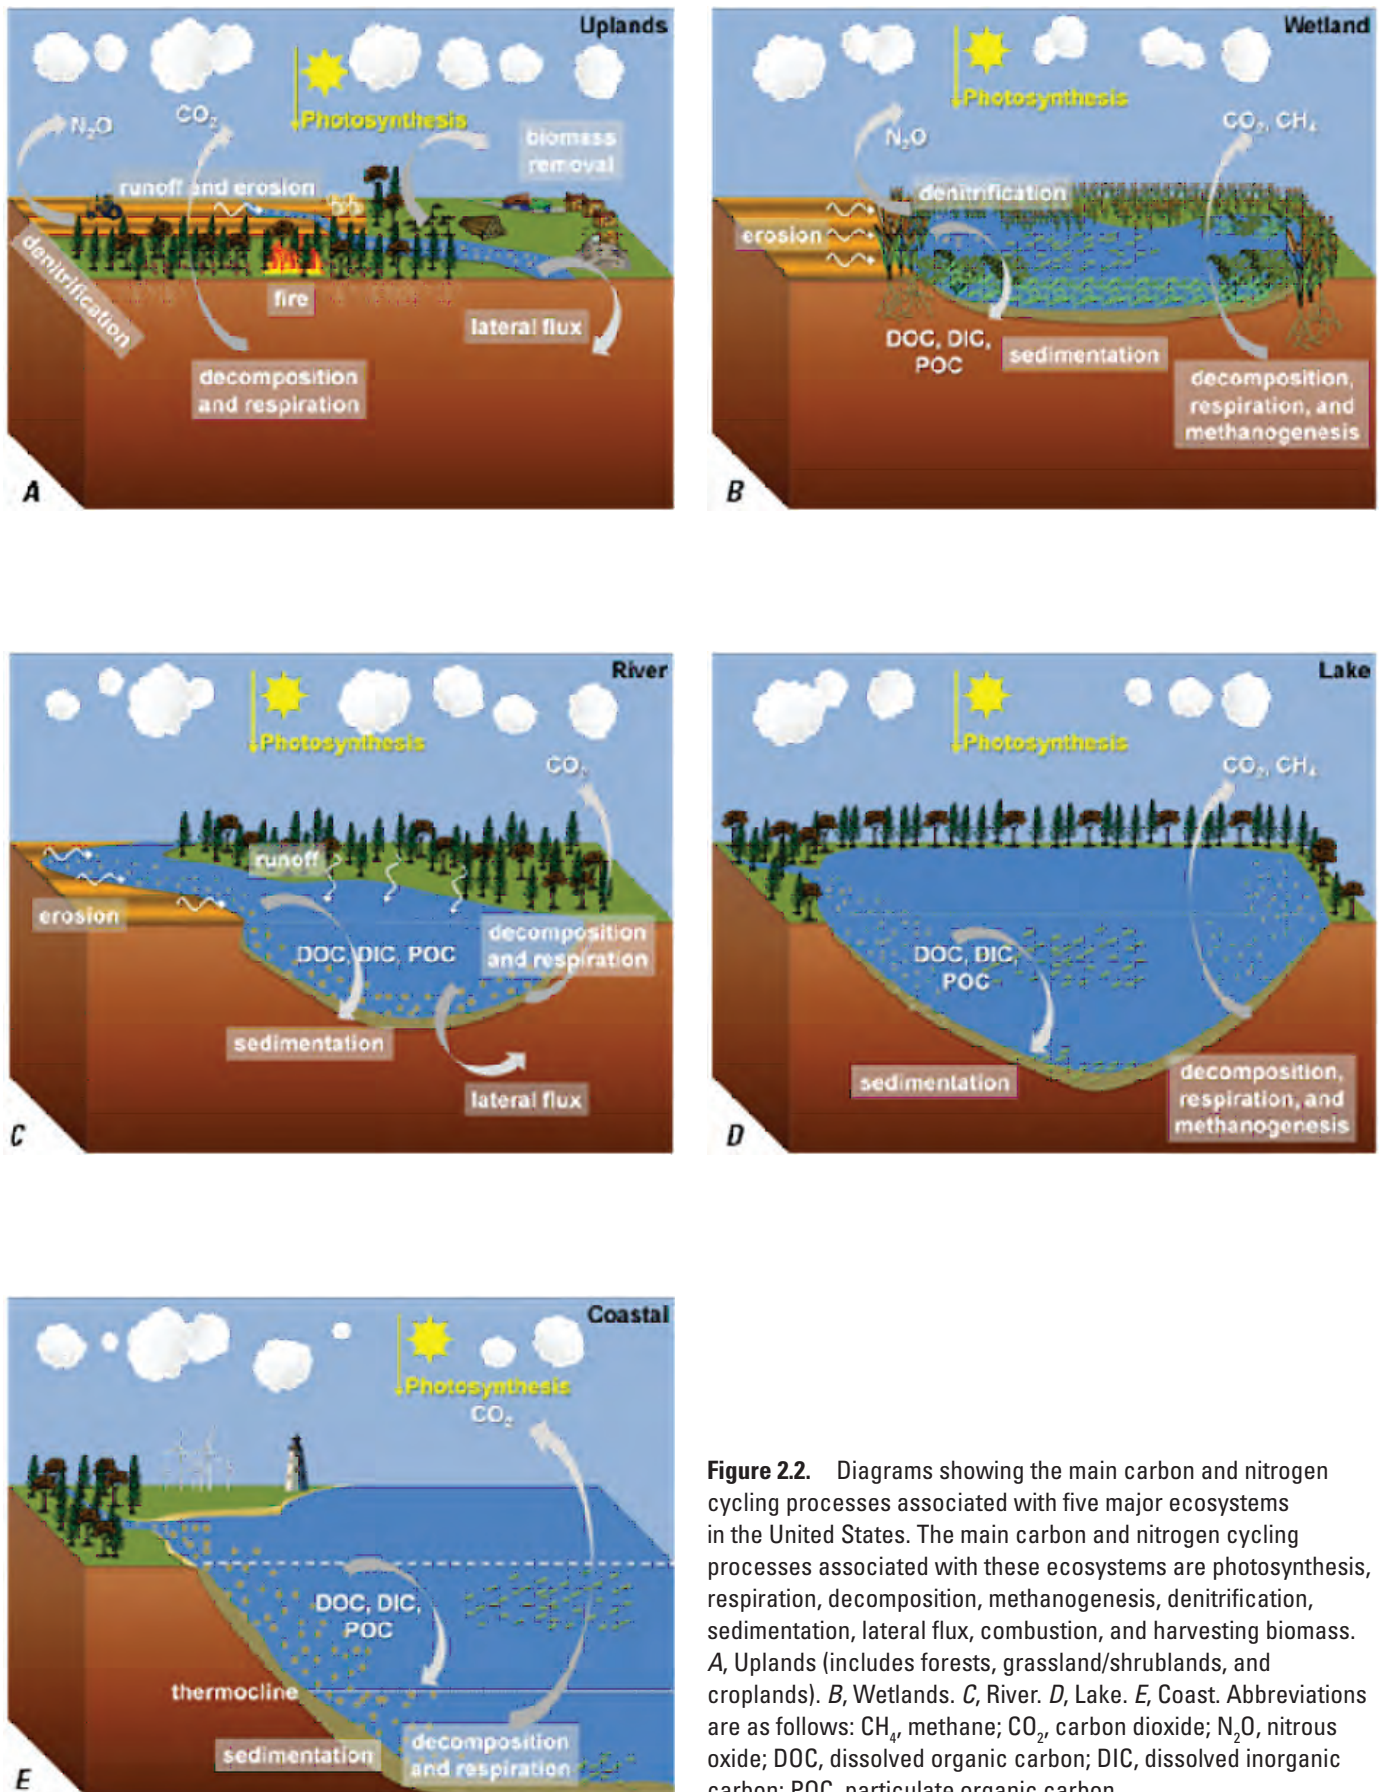 Uplands
N₂O
CO₂
Photosynthesis
biomass
removal
runoff and erosion
denitrification
fire
lateral flux
decomposition
and respiration
A
Wetland
Photosynthesis
N₂O
CO₂, CH₄
denitrification
erosion
DOC, DIC,
POC
sedimentation
decomposition,
respiration, and
methanogenesis
B
River
Photosynthesis
CO₂
runoff
erosion
DOC, DIC, POC
decomposition
and respiration
sedimentation
lateral flux
C
Lake
Photosynthesis
CO₂, CH₄
DOC, DIC,
POC
sedimentation
decomposition,
respiration, and
methanogenesis
D
Coastal
Photosynthesis
CO₂
DOC, DIC,
POC
thermocline
sedimentation
decomposition
and respiration
E
Figure 2.2. Diagrams showing the main carbon and nitrogen
cycling processes associated with five major ecosystems
in the United States. The main carbon and nitrogen cycling
processes associated with these ecosystems are photosynthesis,
respiration, decomposition, methanogenesis, denitrification,
sedimentation, lateral flux, combustion, and harvesting biomass.
A, Uplands (includes forests, grassland/shrublands, and
croplands). B, Wetlands. C, River. D, Lake. E, Coast. Abbreviations
are as follows: CH₄, methane; CO₂, carbon dioxide; N₂O, nitrous
oxide; DOC, dissolved organic carbon; DIC, dissolved inorganic
carbon; POC, particulate organic carbon